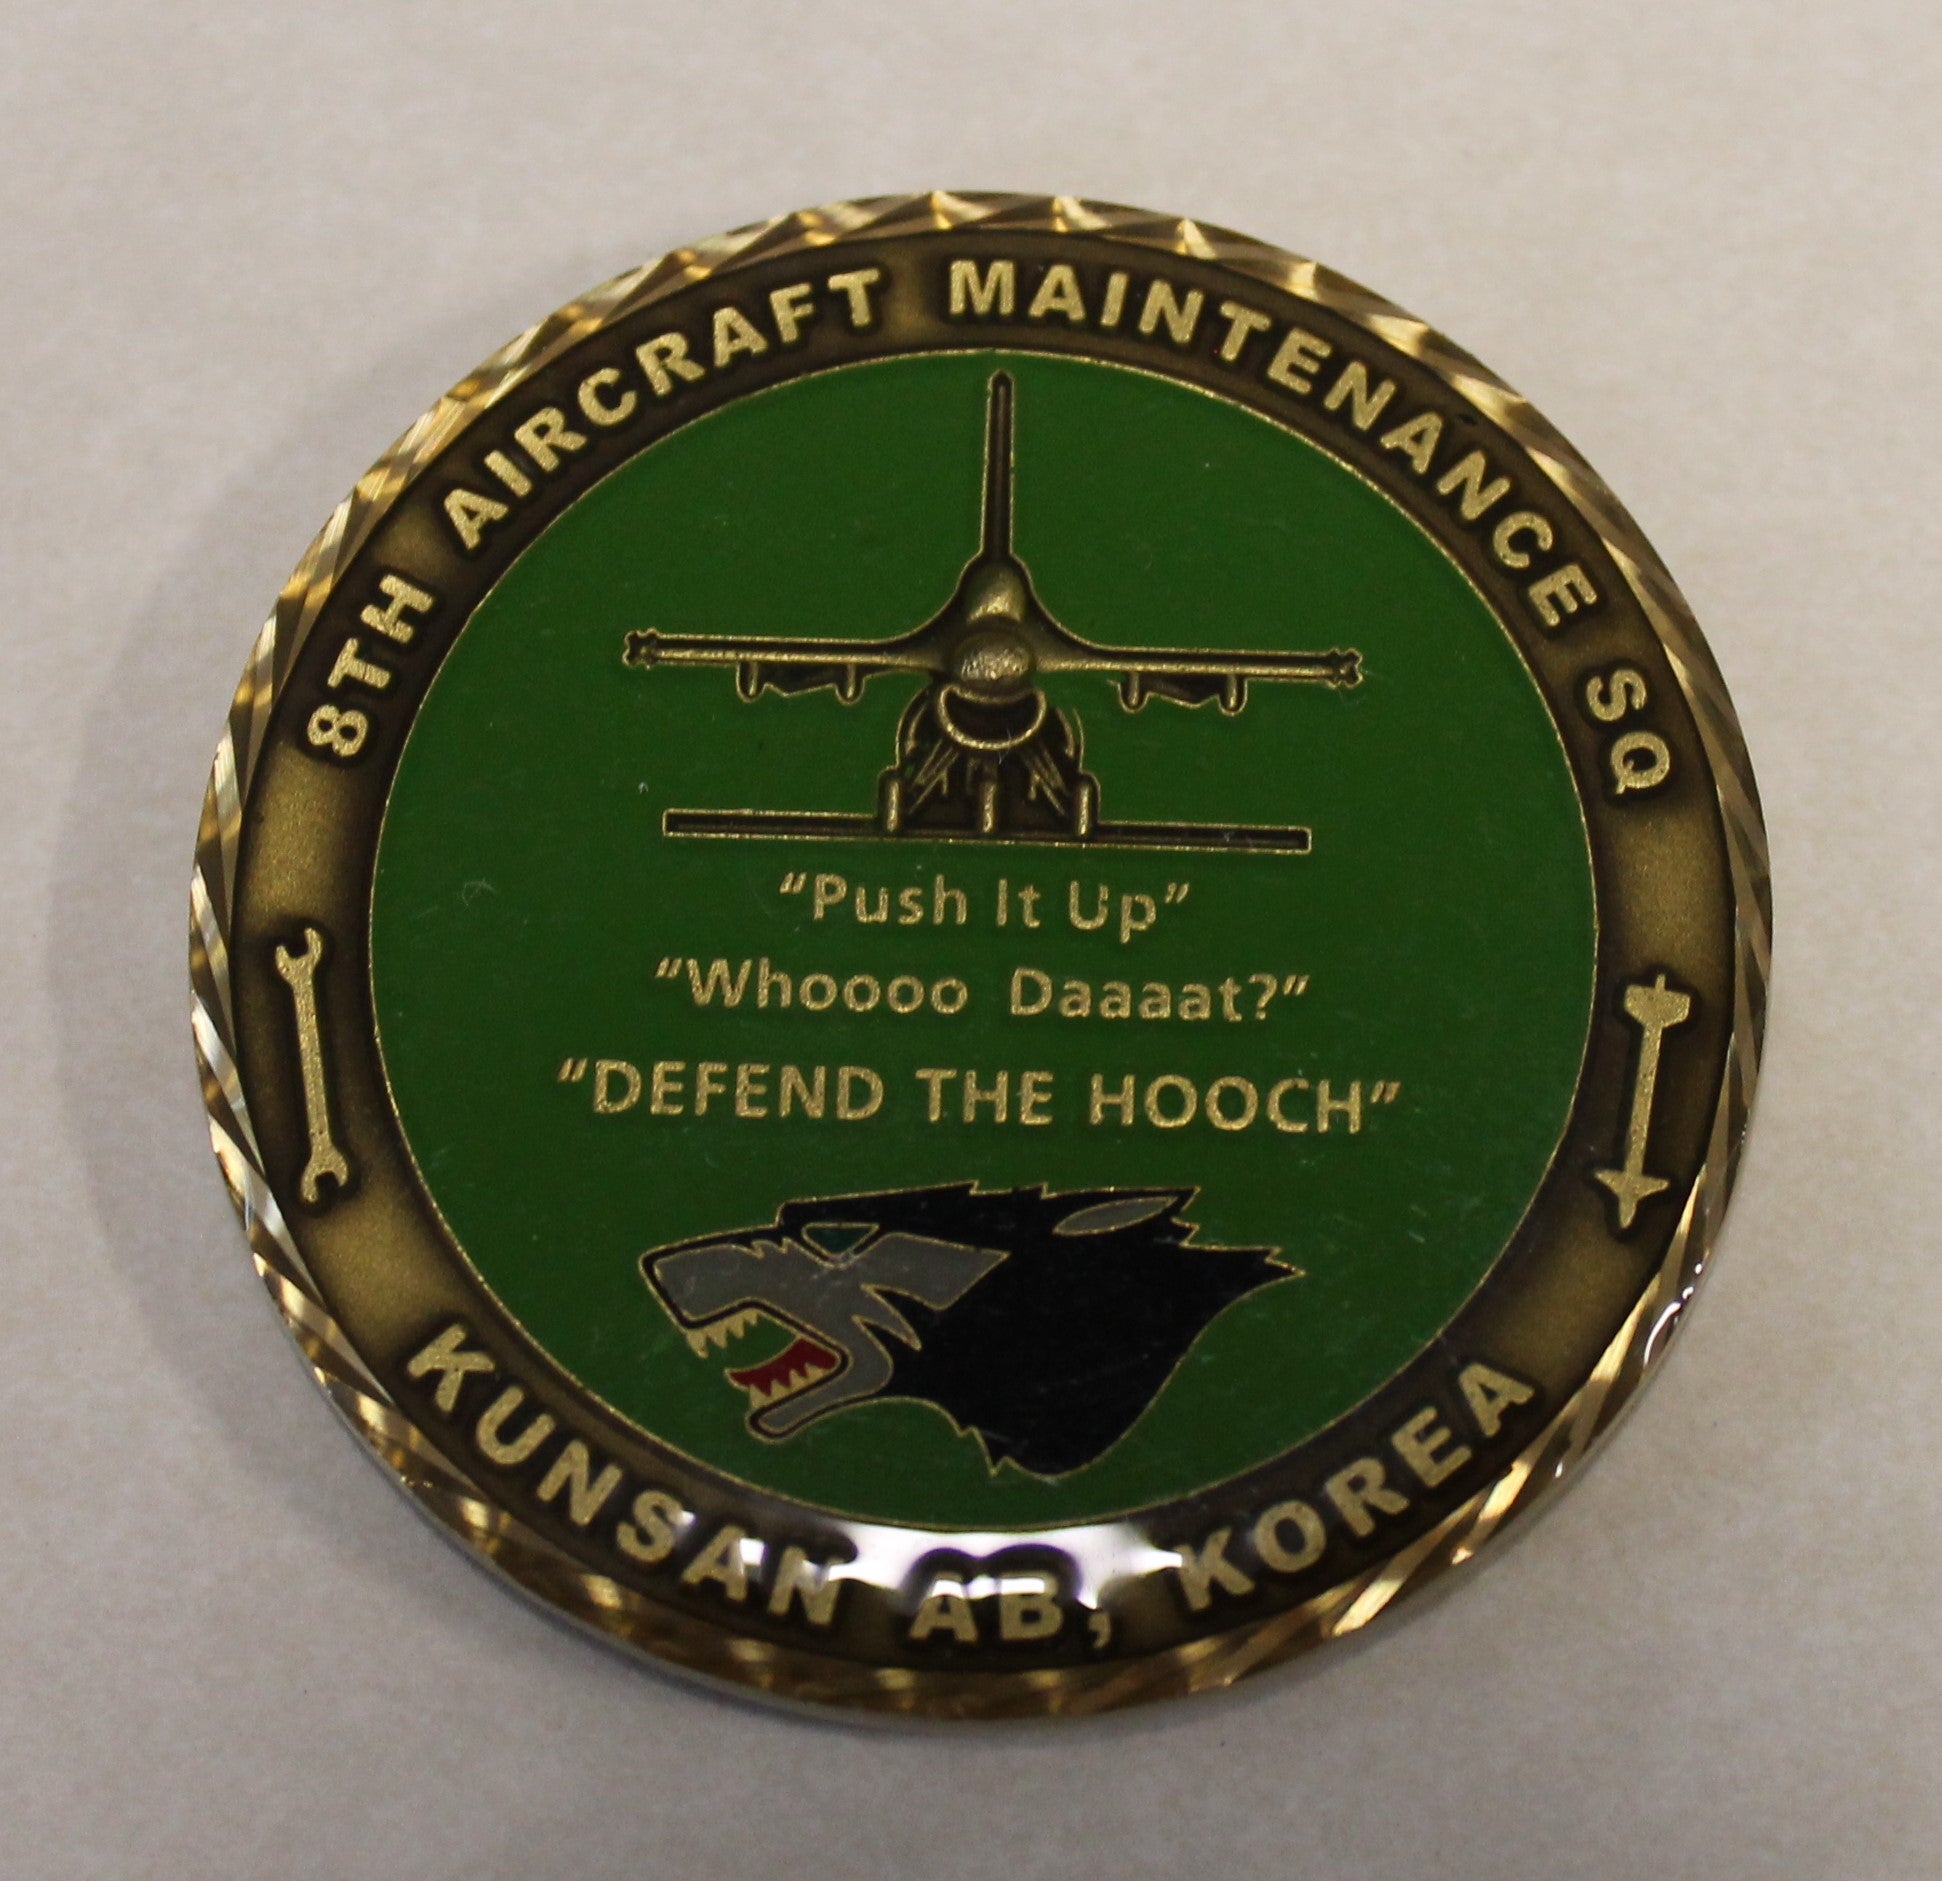 8TH AIRCRAFT MAINTENANCE SQ
"Push It Up"
"Whoooo Daaaat?"
"DEFEND THE HOOCH"
KUNSAN AB, KOREA